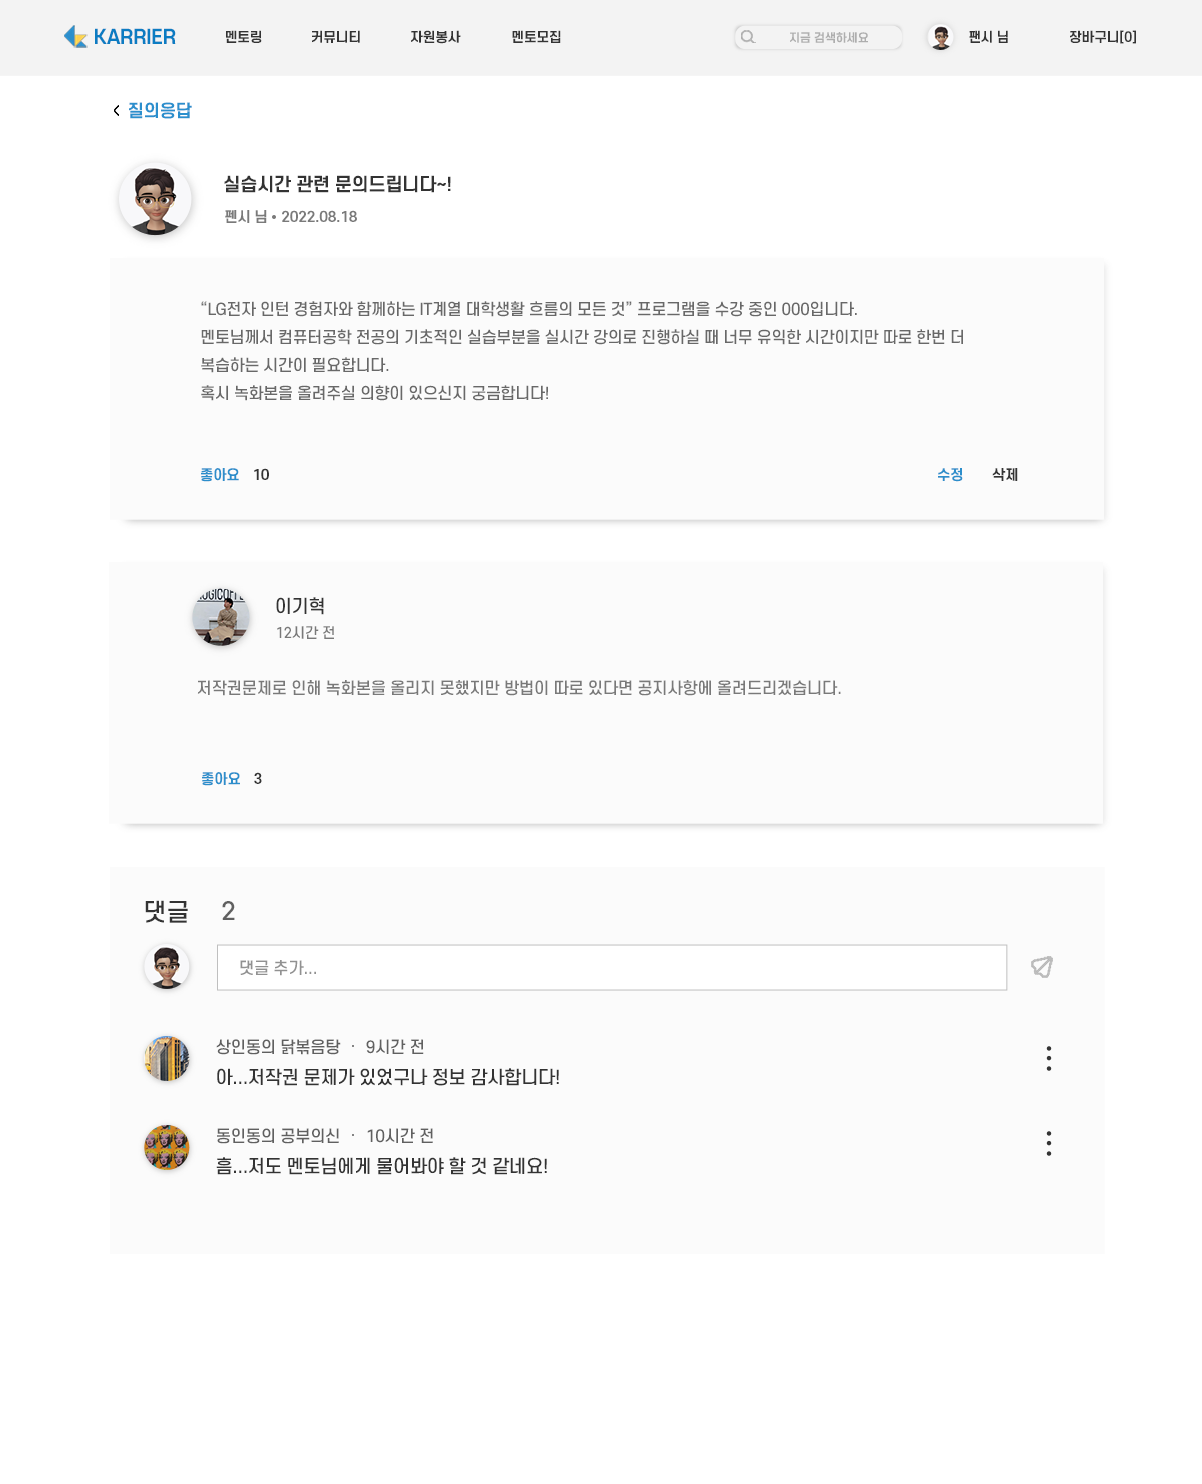 KARRIER 멘토링 커뮤니티 자원봉사 멘토모집 지금 검색하세요 팬시 님 장바구니[0]
질의응답
실습시간 관련 문의드립니다~!
펜시 님 • 2022.08.18
“LG전자 인턴 경험자와 함께하는 IT계열 대학생활 흐름의 모든 것” 프로그램을 수강 중인 000입니다.
멘토님께서 컴퓨터공학 전공의 기초적인 실습부분을 실시간 강의로 진행하실 때 너무 유익한 시간이지만 따로 한번 더
복습하는 시간이 필요합니다.
혹시 녹화본을 올려주실 의향이 있으신지 궁금합니다!
좋아요 10 수정 삭제
이기혁
12시간 전
저작권문제로 인해 녹화본을 올리지 못했지만 방법이 따로 있다면 공지사항에 올려드리겠습니다.
좋아요 3
댓글 2
댓글 추가...
상인동의 닭볶음탕 · 9시간 전
아...저작권 문제가 있었구나 정보 감사합니다!
동인동의 공부의신 · 10시간 전
흠...저도 멘토님에게 물어봐야 할 것 같네요!